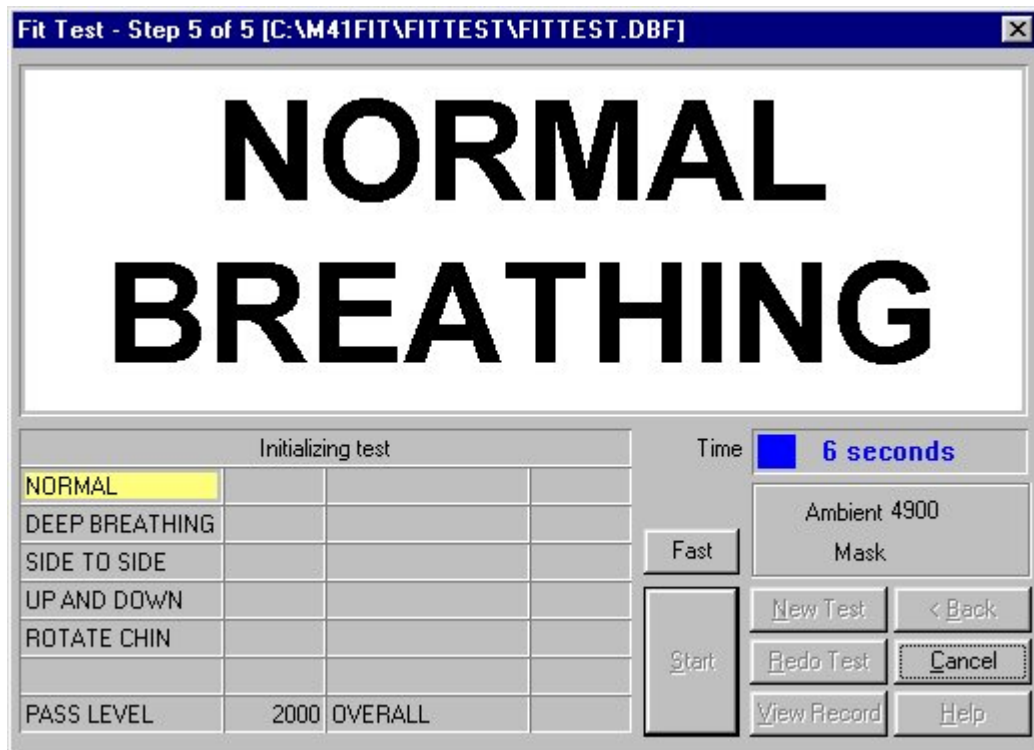 Fit Test - Step 5 of 5 [C:\M41FIT\FITTEST\FITTEST.DBF]
NORMAL
BREATHING
Initializing test
NORMAL
DEEP BREATHING
SIDE TO SIDE
UP AND DOWN
ROTATE CHIN
PASS LEVEL 2000 OVERALL
Time 6 seconds
Ambient 4900
Mask
Fast
Start
New Test < Back
Redo Test Cancel
View Record Help